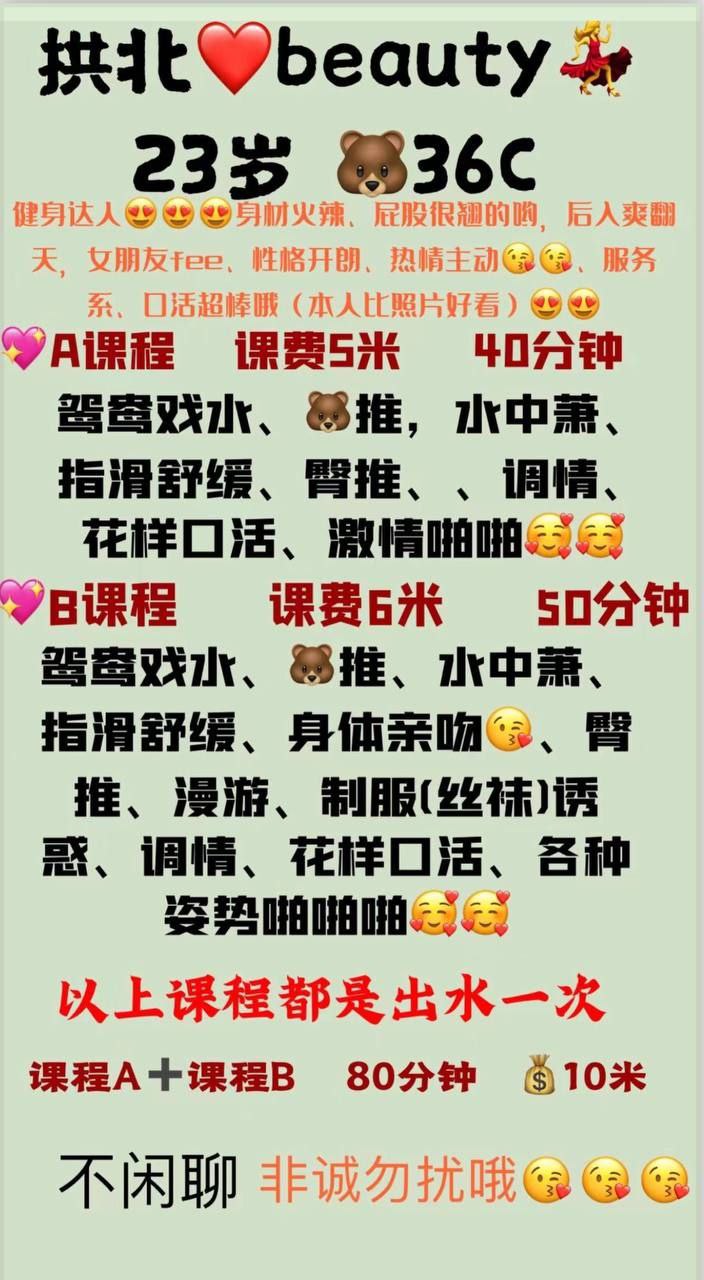 拱北❤️beauty💃
23岁 🐻36C
健身达人😍😍😍身材火辣、屁股很翘的哟，后入爽翻
天，女朋友fee、性格开朗、热情主动😘😘、服务
系、口活超棒哦（本人比照片好看）😍😍
💖A课程 课费5米 40分钟
鸳鸯戏水、🐻推，水中萧、
指滑舒缓、臀推、、调情、
花样口活、激情啪啪🥰🥰
💖B课程 课费6米 50分钟
鸳鸯戏水、🐻推、水中萧、
指滑舒缓、身体亲吻😘、臀
推、漫游、制服(丝袜)诱
惑、调情、花样口活、各种
姿势啪啪啪🥰🥰
以上课程都是出水一次
课程A➕课程B 80分钟 💰10米
不闲聊 非诚勿扰哦😘😘😘